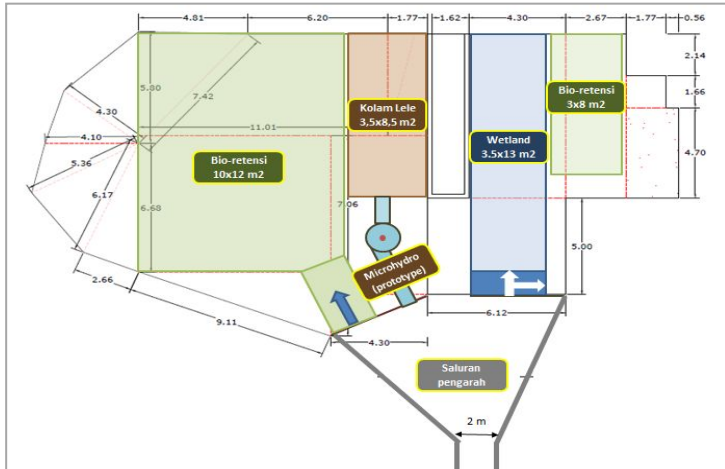 4.81
6.20
1.77
1.62
4.30
2.67
1.77
0.56
2.14
1.66
4.70
5.00
7.42
4.30
4.10
5.36
6.17
11.01
6.68
7.06
2.66
9.11
4.30
6.12
5.00
Kolam Lele
3,5x8,5 m2
Bio-retensi
3x8 m2
Wetland
3.5x13 m2
Bio-retensi
10x12 m2
Microhydro
(prototype)
Saluran
pengarah
2 m